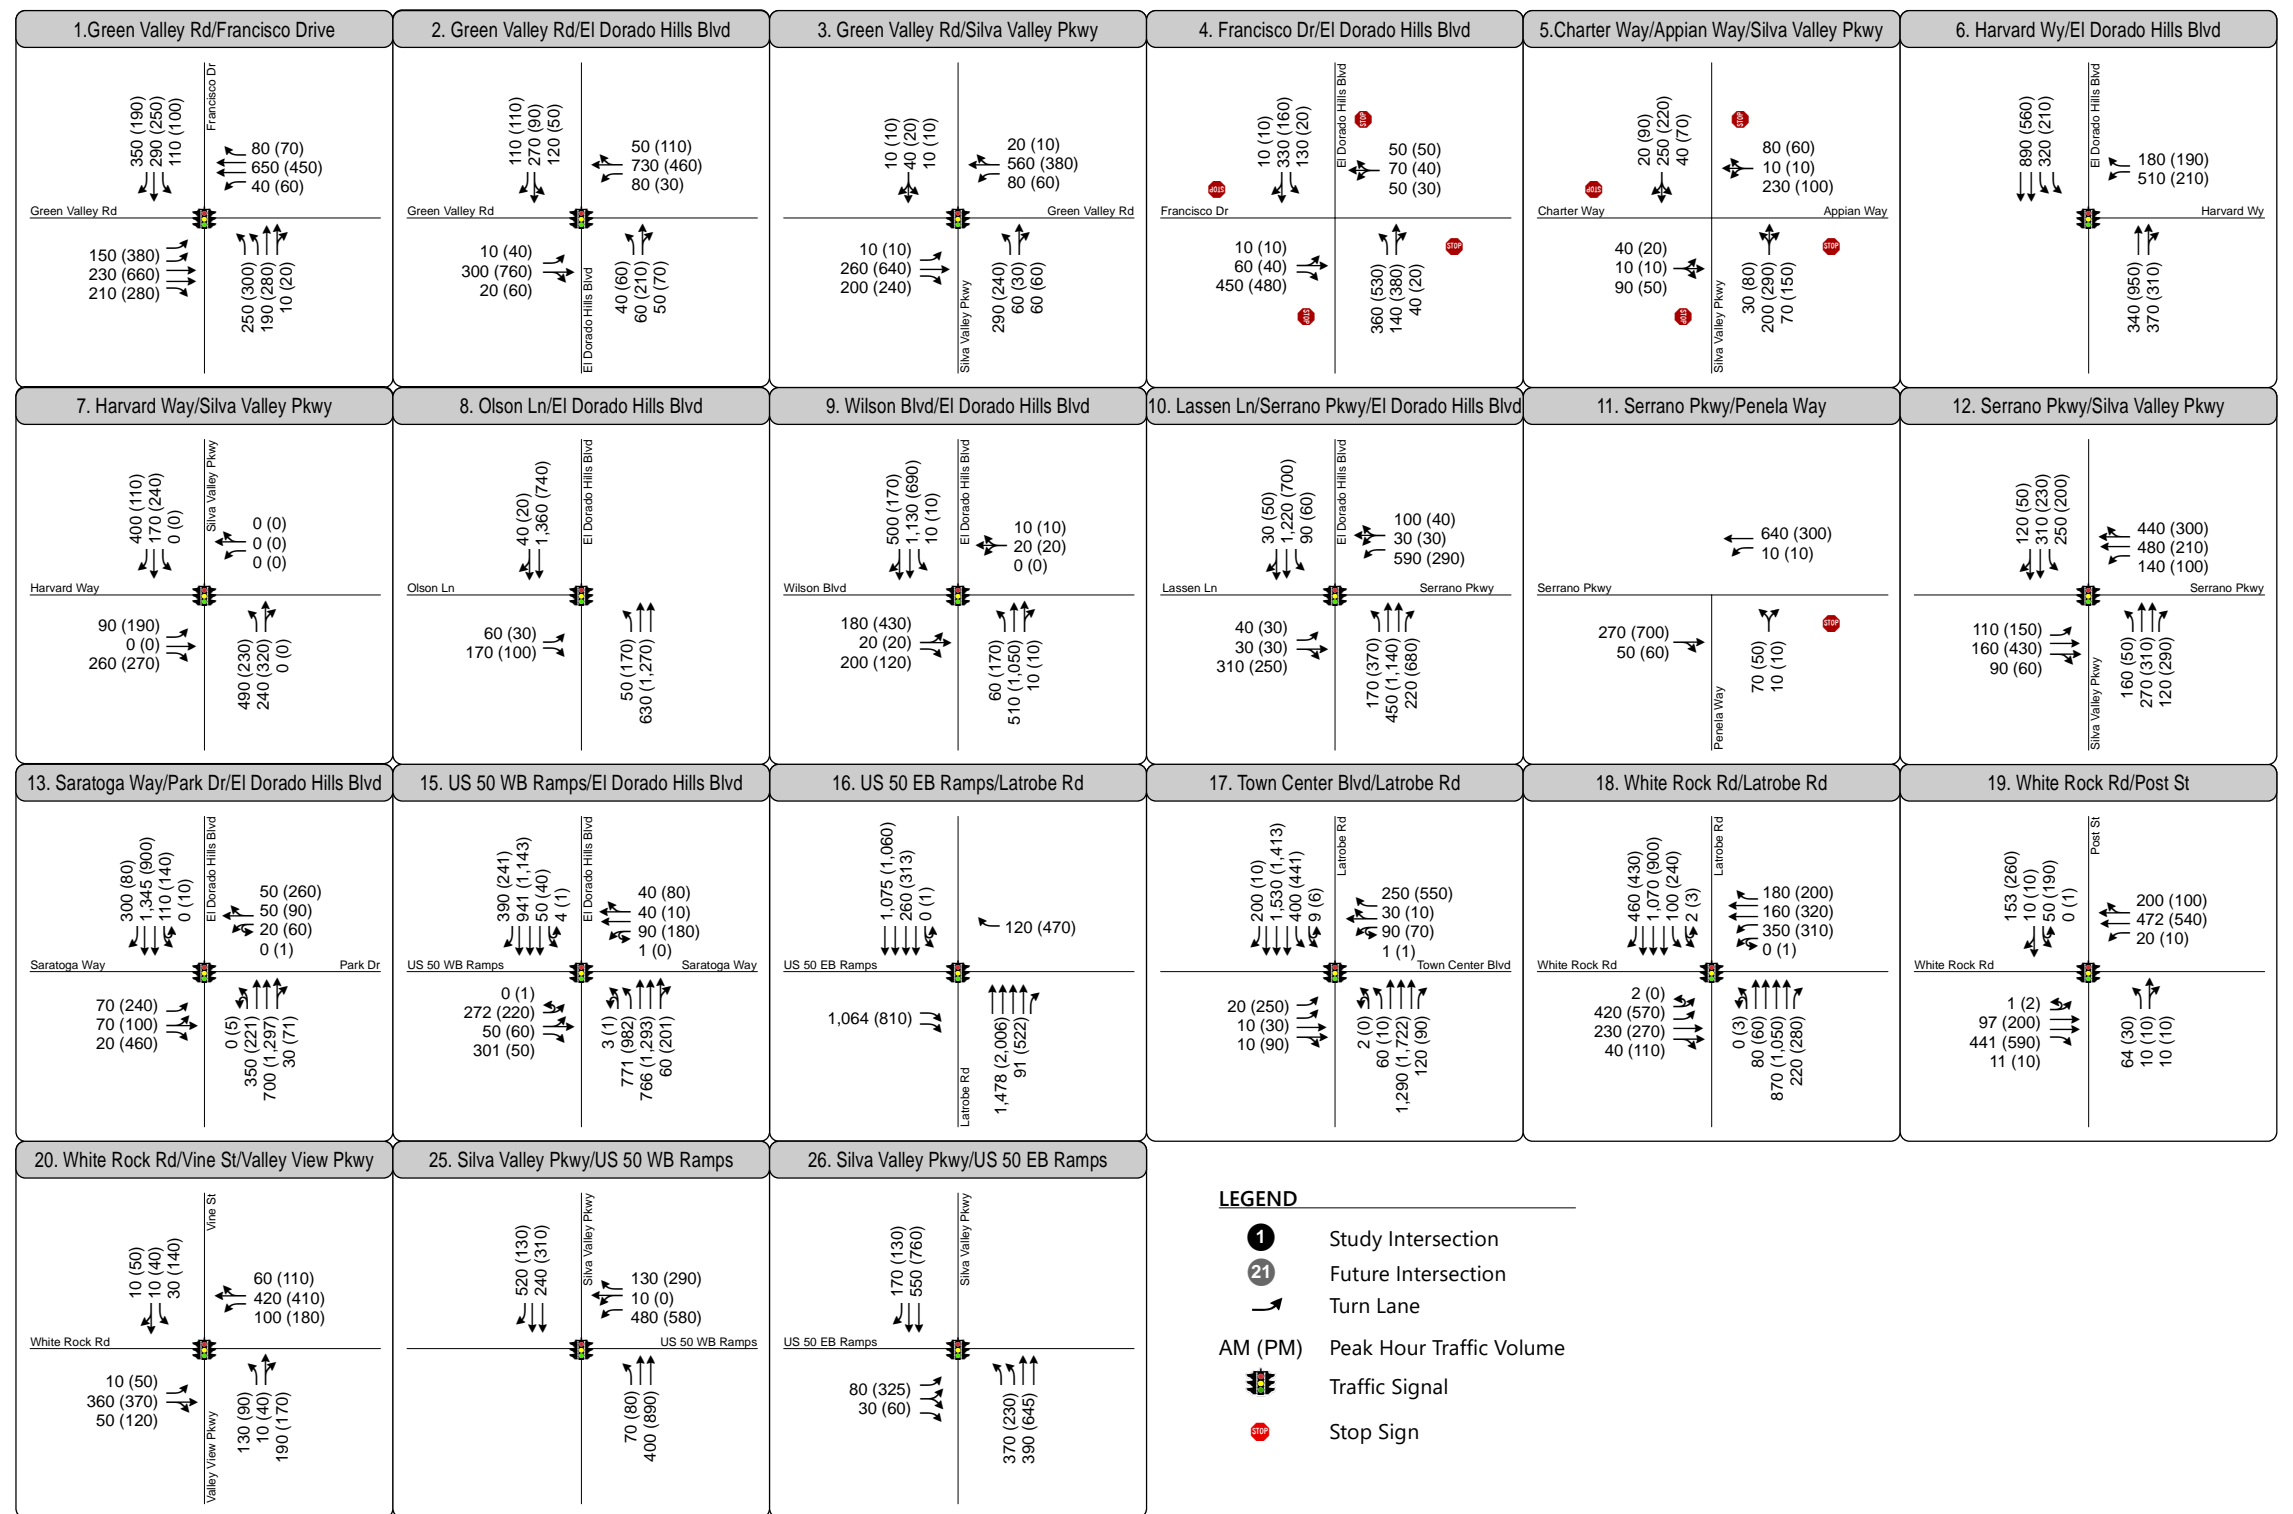 1.Green Valley Rd/Francisco Drive
350 (190)
290 (250)
110 (100)
Francisco Dr
80 (70)
650 (450)
40 (60)
Green Valley Rd
150 (380)
230 (660)
210 (280)
250 (300)
190 (280)
10 (20)
2. Green Valley Rd/El Dorado Hills Blvd
110 (110)
270 (90)
120 (50)
50 (110)
730 (460)
80 (30)
Green Valley Rd
10 (40)
300 (760)
20 (60)
El Dorado Hills Blvd
40 (60)
60 (210)
50 (70)
3. Green Valley Rd/Silva Valley Pkwy
10 (10)
40 (20)
10 (10)
20 (10)
560 (380)
80 (60)
Green Valley Rd
10 (10)
260 (640)
200 (240)
Silva Valley Pkwy
290 (240)
60 (30)
60 (60)
4. Francisco Dr/El Dorado Hills Blvd
10 (10)
330 (160)
130 (20)
El Dorado Hills Blvd
STOP
50 (50)
70 (40)
50 (30)
STOP
Francisco Dr
10 (10)
60 (40)
450 (480)
STOP
STOP
360 (530)
140 (380)
40 (20)
5.Charter Way/Appian Way/Silva Valley Pkwy
20 (90)
250 (220)
40 (70)
STOP
80 (60)
10 (10)
230 (100)
STOP
Charter Way
Appian Way
40 (20)
10 (10)
90 (50)
STOP
STOP
Silva Valley Pkwy
30 (80)
200 (290)
70 (150)
6. Harvard Wy/El Dorado Hills Blvd
890 (560)
320 (210)
El Dorado Hills Blvd
180 (190)
510 (210)
Harvard Wy
340 (950)
370 (310)
7. Harvard Way/Silva Valley Pkwy
400 (110)
170 (240)
0 (0)
Silva Valley Pkwy
0 (0)
0 (0)
0 (0)
Harvard Way
90 (190)
0 (0)
260 (270)
490 (230)
240 (320)
0 (0)
8. Olson Ln/El Dorado Hills Blvd
40 (20)
1,360 (740)
El Dorado Hills Blvd
Olson Ln
60 (30)
170 (100)
50 (170)
630 (1,270)
9. Wilson Blvd/El Dorado Hills Blvd
500 (170)
1,130 (690)
10 (10)
El Dorado Hills Blvd
10 (10)
20 (20)
0 (0)
Wilson Blvd
180 (430)
20 (20)
200 (120)
60 (170)
510 (1,050)
10 (10)
10. Lassen Ln/Serrano Pkwy/El Dorado Hills Blvd
30 (50)
1,220 (700)
90 (60)
El Dorado Hills Blvd
100 (40)
30 (30)
590 (290)
Lassen Ln
Serrano Pkwy
40 (30)
30 (30)
310 (250)
170 (370)
450 (1,140)
220 (680)
11. Serrano Pkwy/Penela Way
640 (300)
10 (10)
Serrano Pkwy
270 (700)
50 (60)
STOP
Penela Way
70 (50)
10 (10)
12. Serrano Pkwy/Silva Valley Pkwy
120 (50)
310 (230)
250 (200)
440 (300)
480 (210)
140 (100)
Serrano Pkwy
110 (150)
160 (430)
90 (60)
Silva Valley Pkwy
160 (50)
270 (310)
120 (290)
13. Saratoga Way/Park Dr/El Dorado Hills Blvd
300 (80)
1,345 (900)
110 (140)
0 (10)
El Dorado Hills Blvd
50 (260)
50 (90)
20 (60)
0 (1)
Saratoga Way
Park Dr
70 (240)
70 (100)
20 (460)
0 (5)
350 (221)
700 (1,297)
30 (71)
15. US 50 WB Ramps/El Dorado Hills Blvd
390 (241)
941 (1,143)
50 (40)
4 (1)
El Dorado Hills Blvd
40 (80)
40 (10)
90 (180)
1 (0)
US 50 WB Ramps
Saratoga Way
0 (1)
272 (220)
50 (60)
301 (50)
3 (1)
771 (982)
766 (1,293)
60 (201)
16. US 50 EB Ramps/Latrobe Rd
1,075 (1,060)
260 (313)
0 (1)
120 (470)
US 50 EB Ramps
1,064 (810)
Latrobe Rd
1,478 (2,006)
91 (522)
17. Town Center Blvd/Latrobe Rd
200 (10)
1,530 (1,413)
400 (441)
9 (6)
Latrobe Rd
250 (550)
30 (10)
90 (70)
1 (1)
Town Center Blvd
20 (250)
10 (30)
10 (90)
2 (0)
60 (10)
1,290 (1,722)
120 (90)
18. White Rock Rd/Latrobe Rd
460 (430)
1,070 (900)
100 (240)
2 (3)
Latrobe Rd
180 (200)
160 (320)
350 (310)
0 (1)
White Rock Rd
2 (0)
420 (570)
230 (270)
40 (110)
0 (3)
80 (60)
870 (1,050)
220 (280)
19. White Rock Rd/Post St
153 (260)
10 (10)
50 (190)
0 (1)
Post St
200 (100)
472 (540)
20 (10)
White Rock Rd
1 (2)
97 (200)
441 (590)
11 (10)
64 (30)
10 (10)
10 (10)
20. White Rock Rd/Vine St/Valley View Pkwy
10 (50)
10 (40)
30 (140)
Vine St
60 (110)
420 (410)
100 (180)
White Rock Rd
10 (50)
360 (370)
50 (120)
Valley View Pkwy
130 (90)
10 (40)
190 (170)
25. Silva Valley Pkwy/US 50 WB Ramps
520 (130)
240 (310)
Silva Valley Pkwy
130 (290)
10 (0)
480 (580)
US 50 WB Ramps
70 (80)
400 (890)
26. Silva Valley Pkwy/US 50 EB Ramps
170 (130)
550 (760)
Silva Valley Pkwy
US 50 EB Ramps
80 (325)
30 (60)
370 (230)
390 (645)
LEGEND
1 Study Intersection
21 Future Intersection
Turn Lane
AM (PM) Peak Hour Traffic Volume
Traffic Signal
STOP Stop Sign